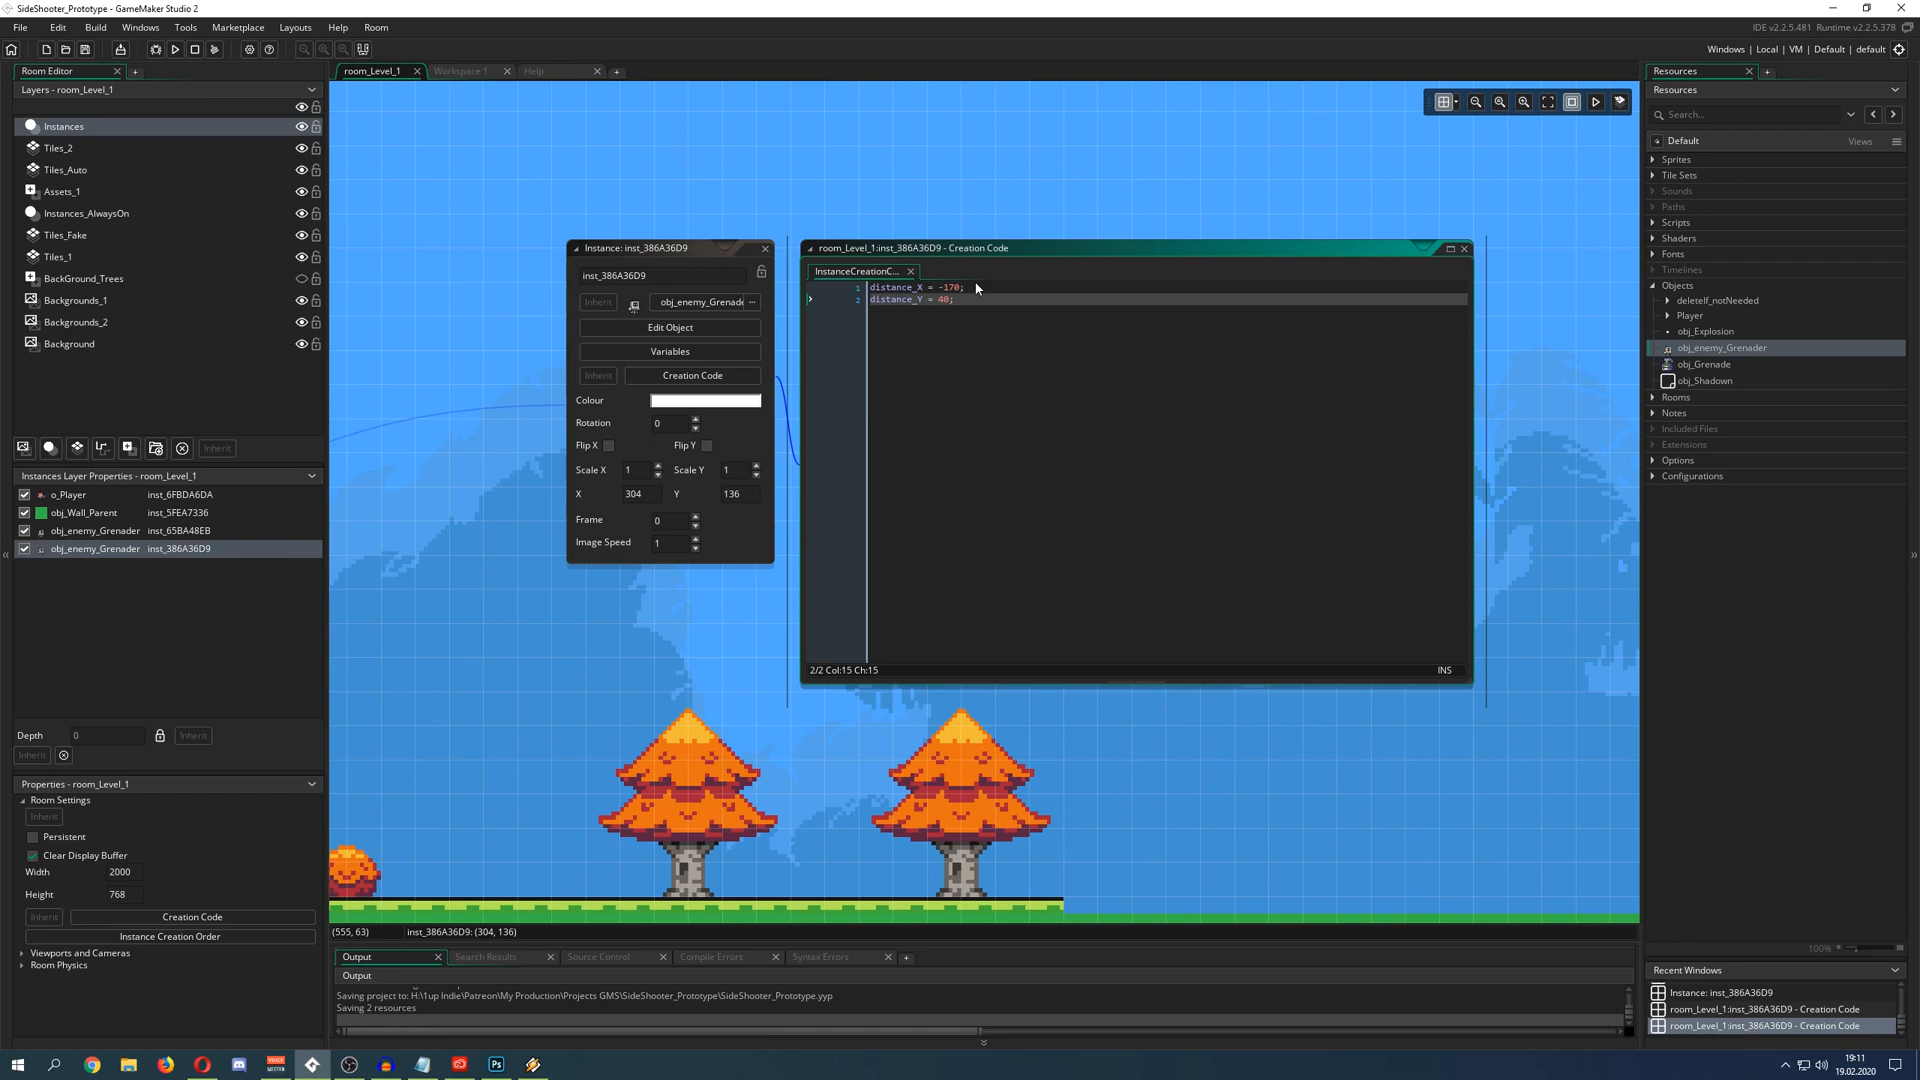 SideShooter_Prototype - GameMaker Studio 2
File Edit Build Windows Tools Marketplace Layouts Help Room
IDE v2.2.5.481 Runtime v2.2.5.378
Windows | Local | VM | Default | default
Room Editor
Layers - room_Level_1
Instances
Tiles_2
Tiles_Auto
Assets_1
Instances_AlwaysOn
Tiles_Fake
Tiles_1
BackGround_Trees
Backgrounds_1
Backgrounds_2
Background
Inherit
Instances Layer Properties - room_Level_1
o_Player inst_6FBDA6DA
obj_Wall_Parent inst_5FEA7336
obj_enemy_Grenader inst_65BA48EB
obj_enemy_Grenader inst_386A36D9
Depth 0 Inherit
Inherit
Properties - room_Level_1
Room Settings
Inherit
Persistent
Clear Display Buffer
Width 2000
Height 768
Inherit Creation Code
Instance Creation Order
Viewports and Cameras
Room Physics
room_Level_1 Workspace 1 Help
Instance: inst_386A36D9
inst_386A36D9
Inherit obj_enemy_Grenade ...
Edit Object
Variables
Inherit Creation Code
Colour
Rotation 0
Flip X Flip Y
Scale X 1 Scale Y 1
X 304 Y 136
Frame 0
Image Speed 1
room_Level_1:inst_386A36D9 - Creation Code
InstanceCreationC...
1 distance_X = -170;
2 distance_Y = 40;
2/2 Col:15 Ch:15 INS
(555, 63) inst_386A36D9: (304, 136)
Output Search Results Source Control Compile Errors Syntax Errors
Output
Saving project to: H:\1up Indie\Patreon\My Production\Projects GMS\SideShooter_Prototype\SideShooter_Prototype.yyp
Saving 2 resources
Resources
Resources
Search...
Default Views
Sprites
Tile Sets
Sounds
Paths
Scripts
Shaders
Fonts
Timelines
Objects
deleteIf_notNeeded
Player
obj_Explosion
obj_enemy_Grenader
obj_Grenade
obj_Shadown
Rooms
Notes
Included Files
Extensions
Options
Configurations
100%
Recent Windows
Instance: inst_386A36D9
room_Level_1:inst_386A36D9 - Creation Code
room_Level_1:inst_386A36D9 - Creation Code
Ps
19:11
19.02.2020